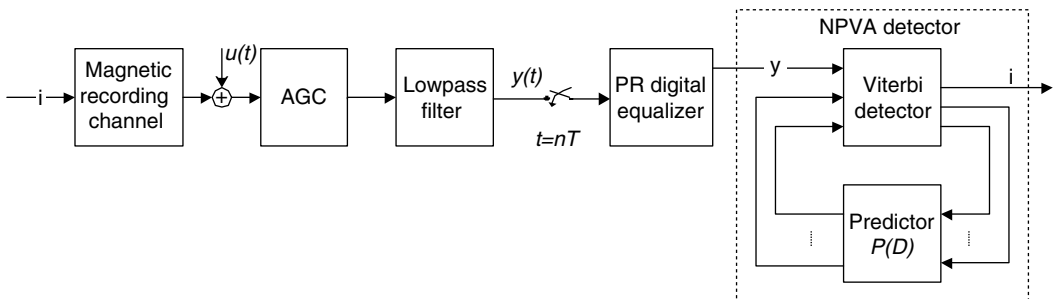 NPVA detector
i
Magnetic
recording
channel
u(t)
+
AGC
Lowpass
filter
y(t)
t=nT
PR digital
equalizer
y
Viterbi
detector
i
Predictor
P(D)